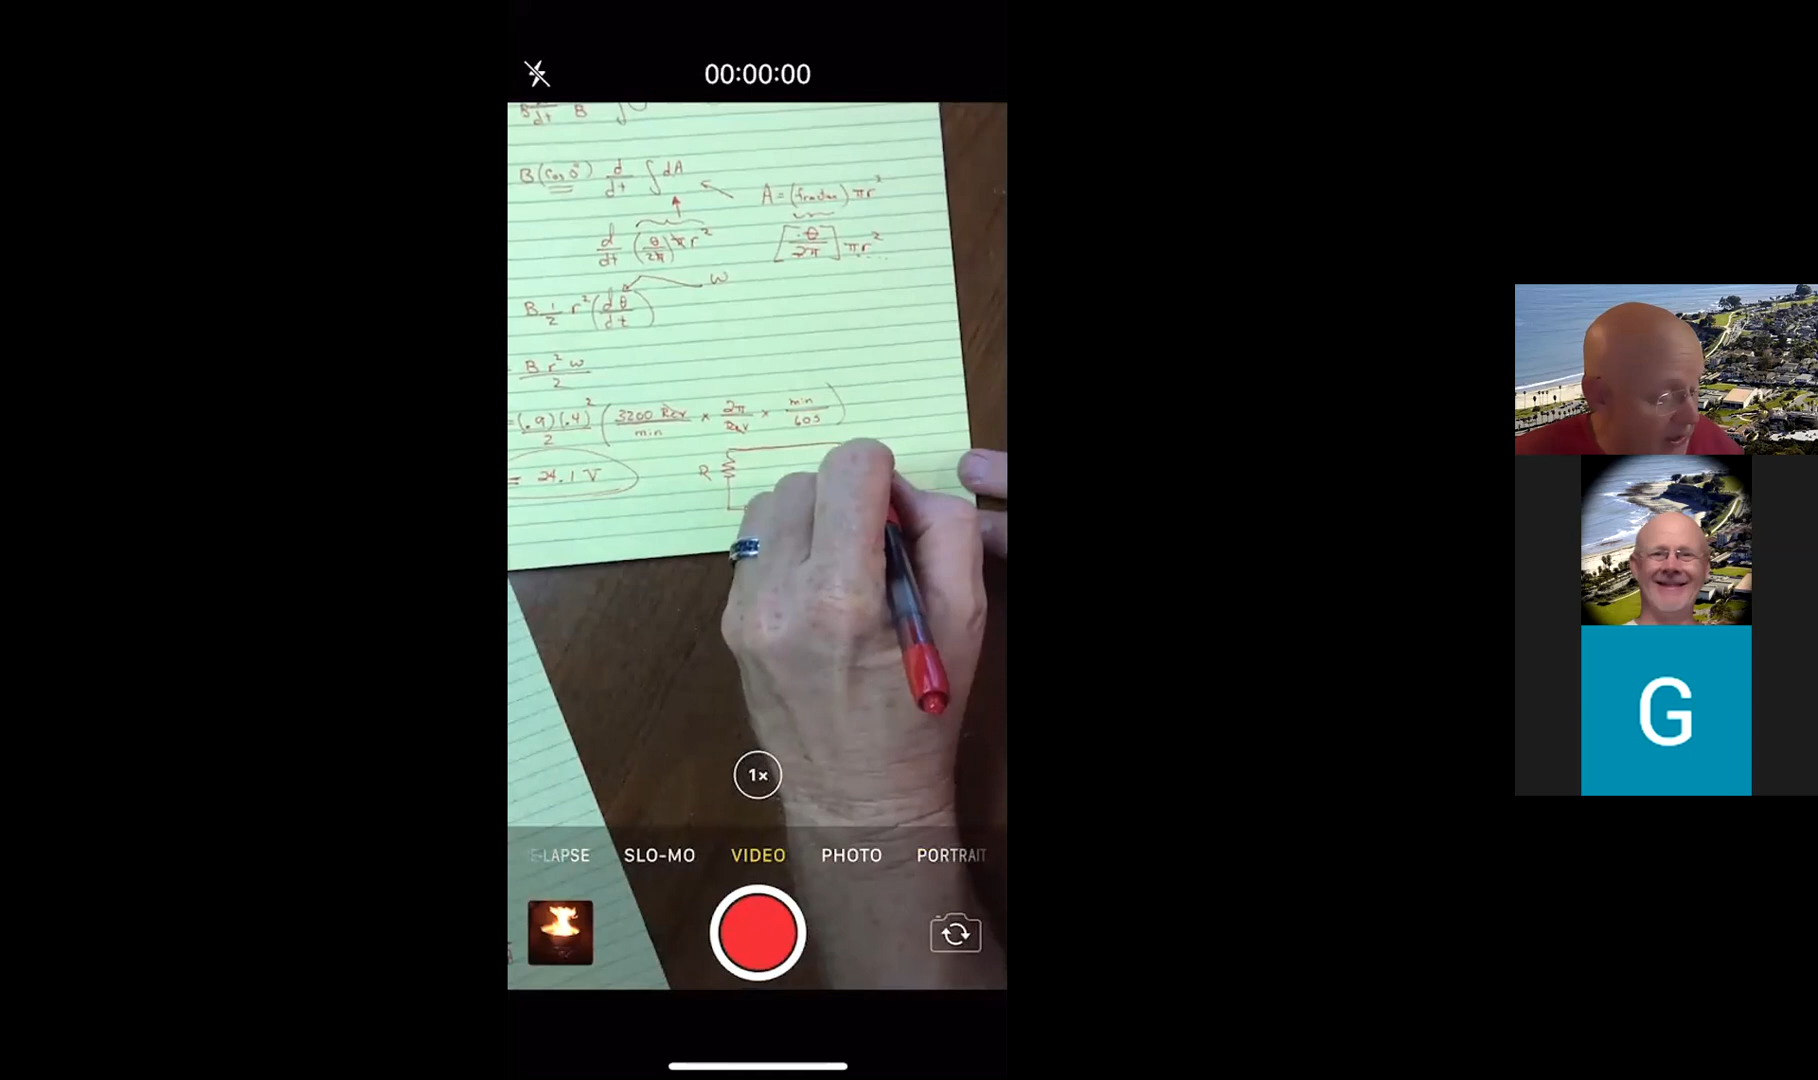 00:00:00
B d/dt B ∫
B(cos 0°) d/dt ∫dA
A = (fraction) πr²
d/dt (θ/2π) πr²
[θ/2π] πr²
ω
B 1/2 r² (dθ/dt)
= B r² ω / 2
= (.9)(.4)² / 2 (3200 Rev/min × 2π/Rev × min/60s)
R
= 24.1 V
1×
E-LAPSE SLO-MO VIDEO PHOTO PORTRAIT
G